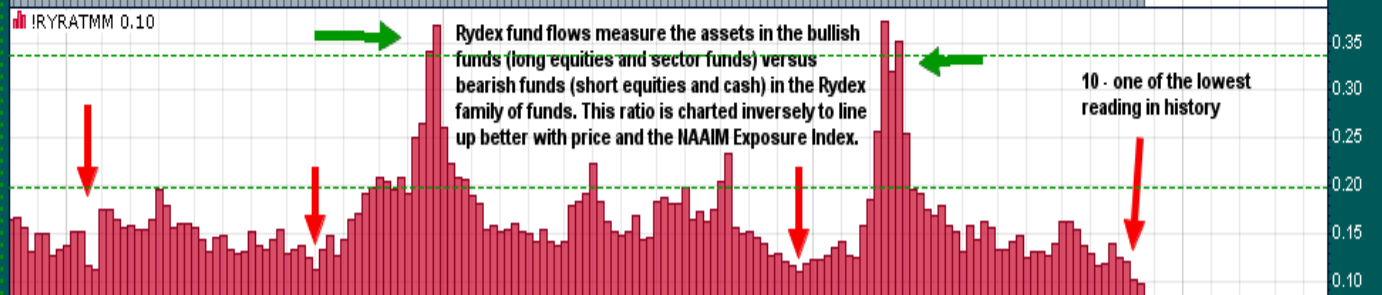 !RYRATMM 0.10
Rydex fund flows measure the assets in the bullish
funds (long equities and sector funds) versus
bearish funds (short equities and cash) in the Rydex
family of funds. This ratio is charted inversely to line
up better with price and the NAAIM Exposure Index.
10 - one of the lowest
reading in history
0.35
0.30
0.25
0.20
0.15
0.10